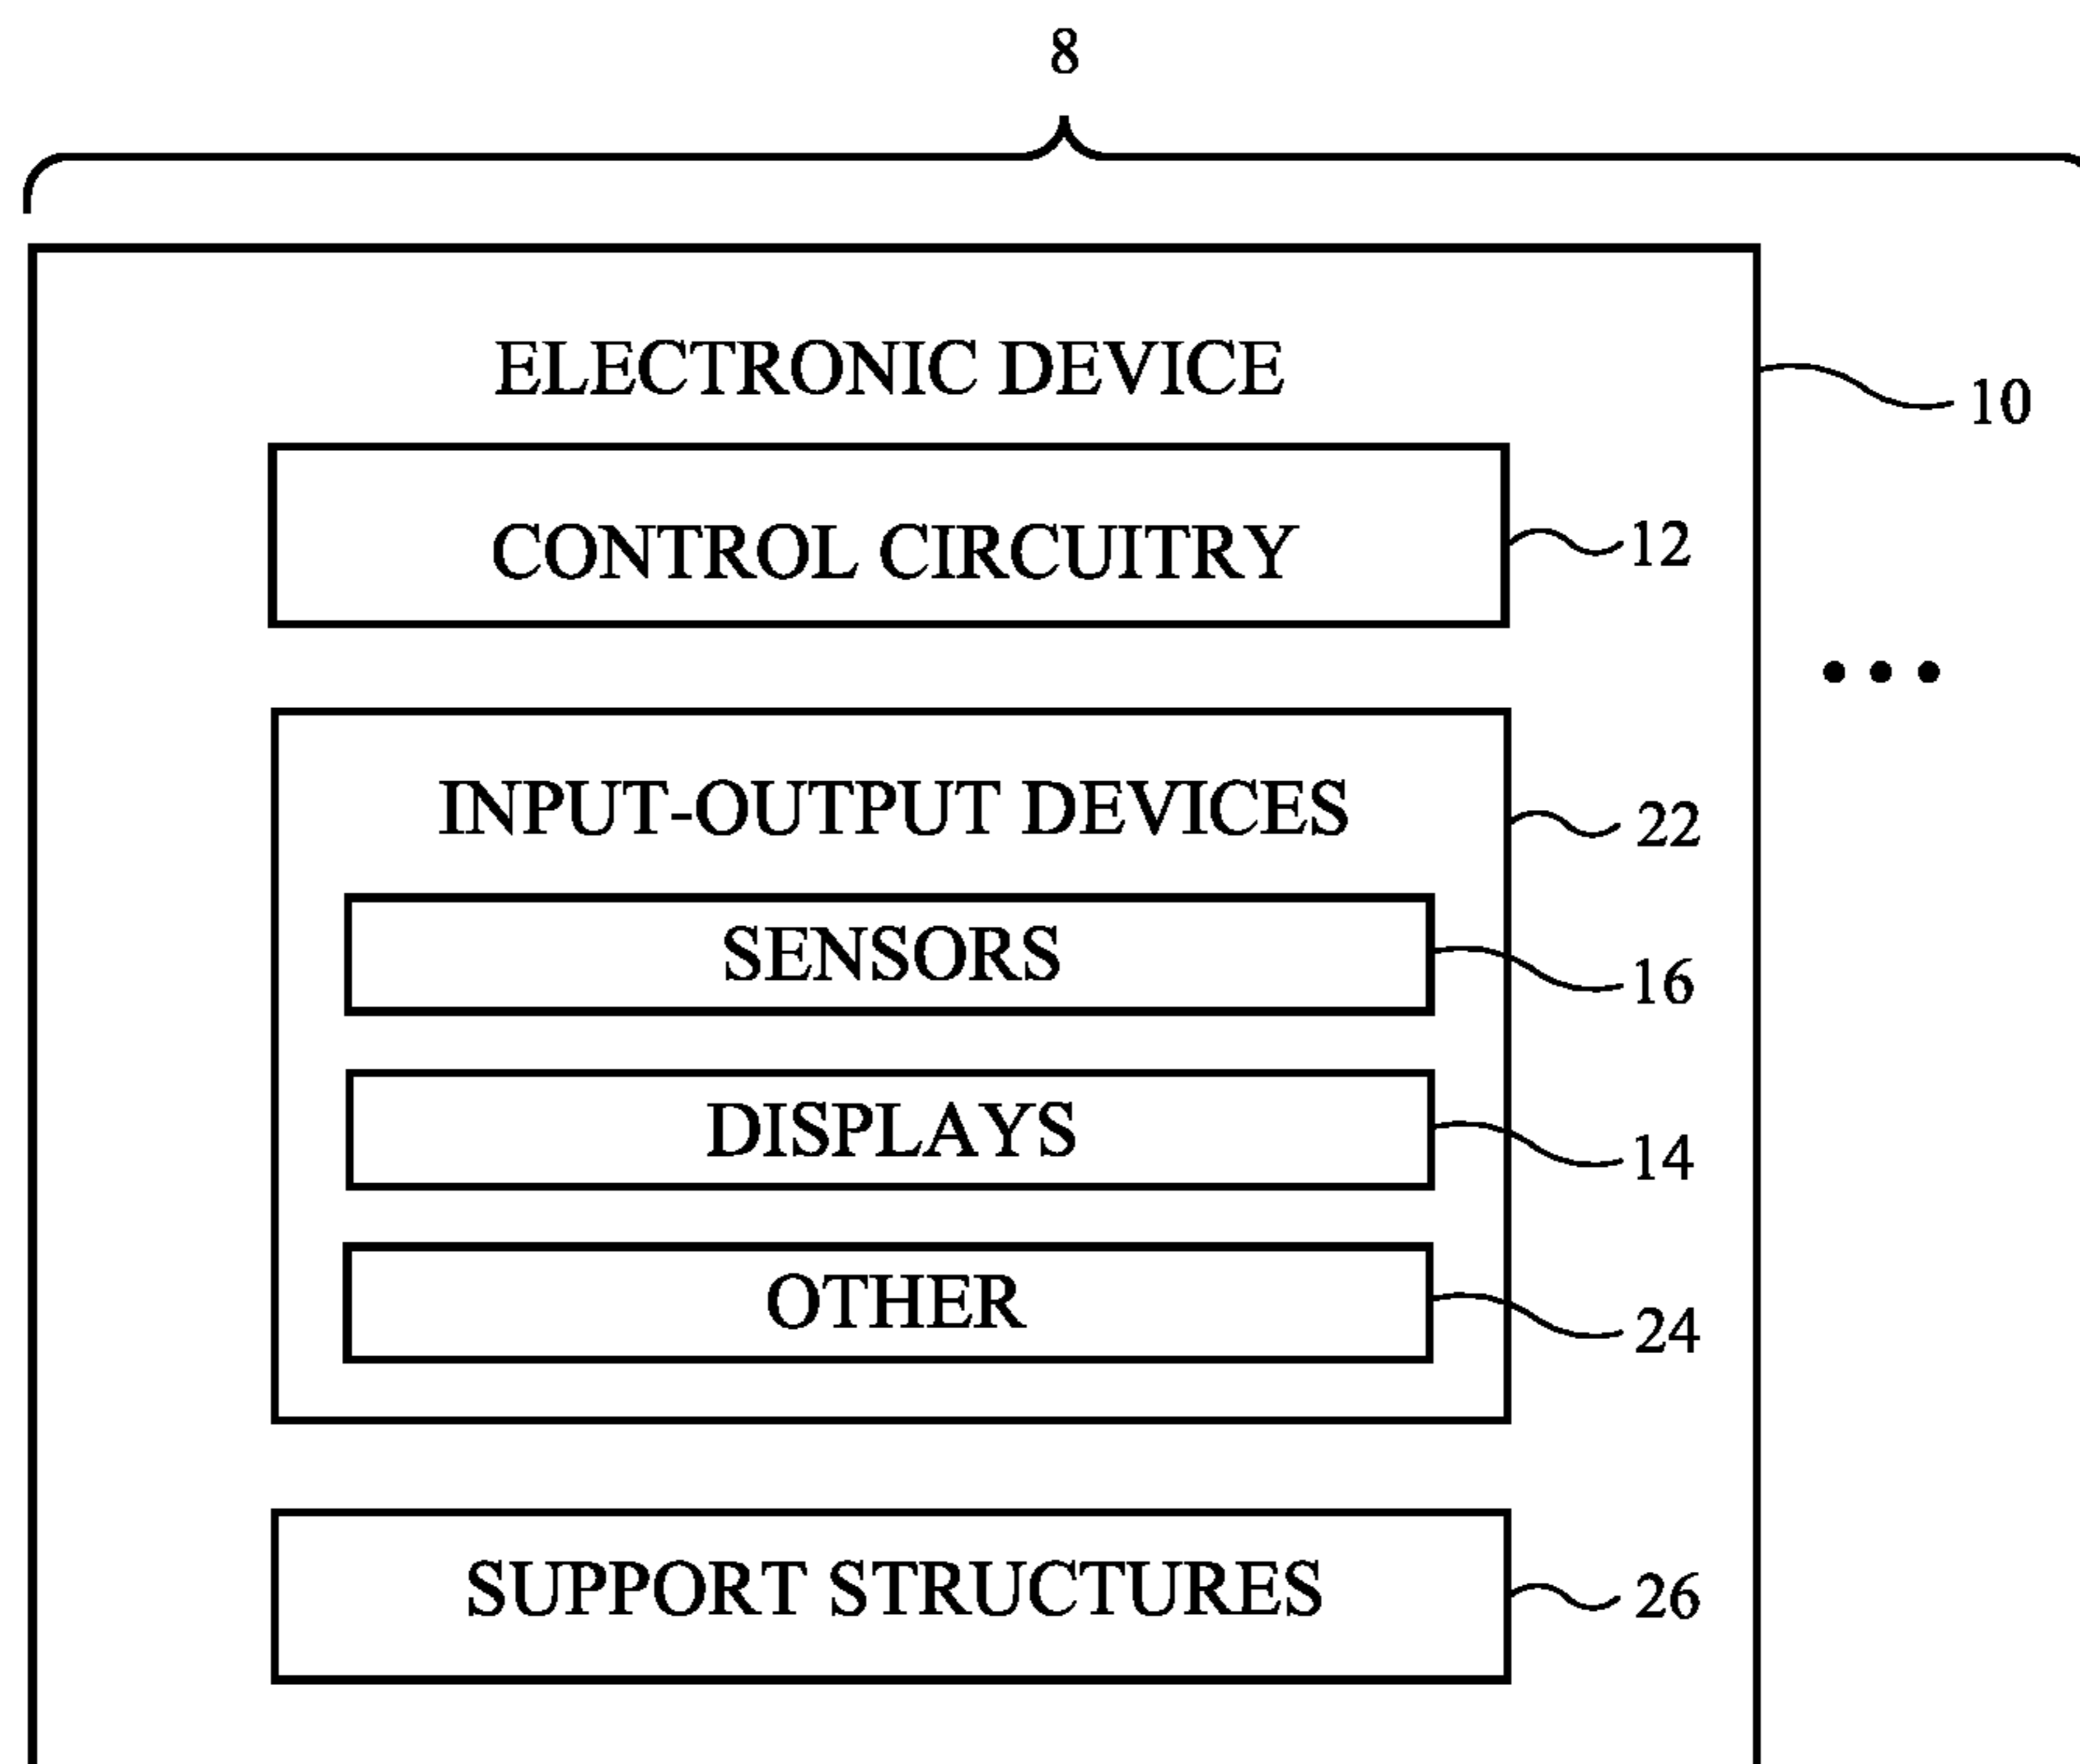 8
ELECTRONIC DEVICE
10
CONTROL CIRCUITRY
12
INPUT-OUTPUT DEVICES
22
SENSORS
16
DISPLAYS
14
OTHER
24
SUPPORT STRUCTURES
26